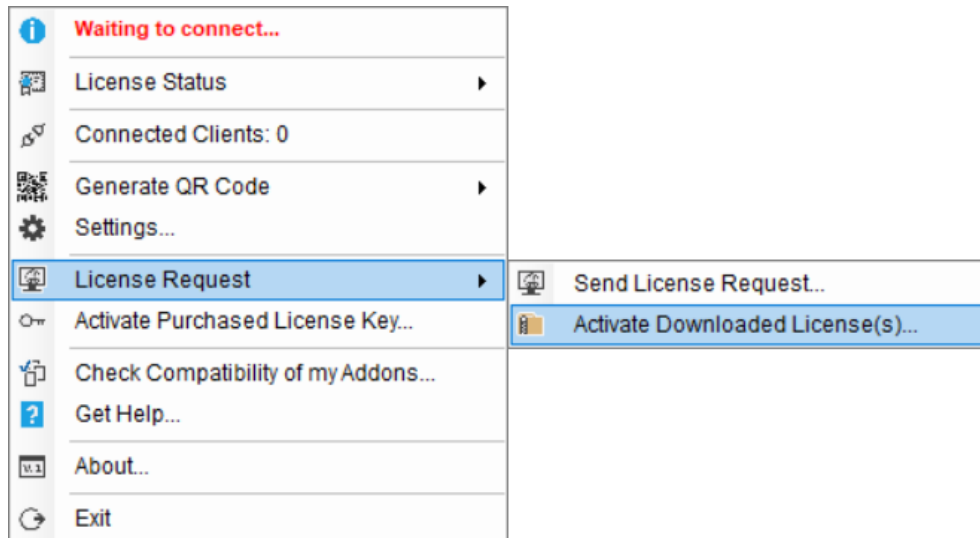 Waiting to connect...
License Status
Connected Clients: 0
Generate QR Code
Settings...
License Request
Send License Request...
Activate Downloaded License(s)...
Activate Purchased License Key...
Check Compatibility of my Addons...
Get Help...
About...
Exit